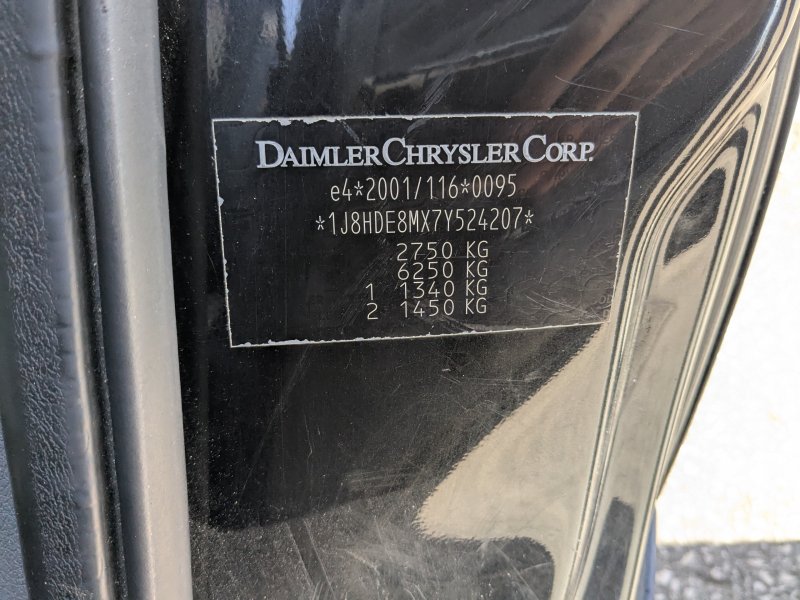 DAIMLERCHRYSLER CORP.
e4*2001/116*0095
*1J8HDE8MX7Y524207*
2750 KG
6250 KG
1 1340 KG
2 1450 KG